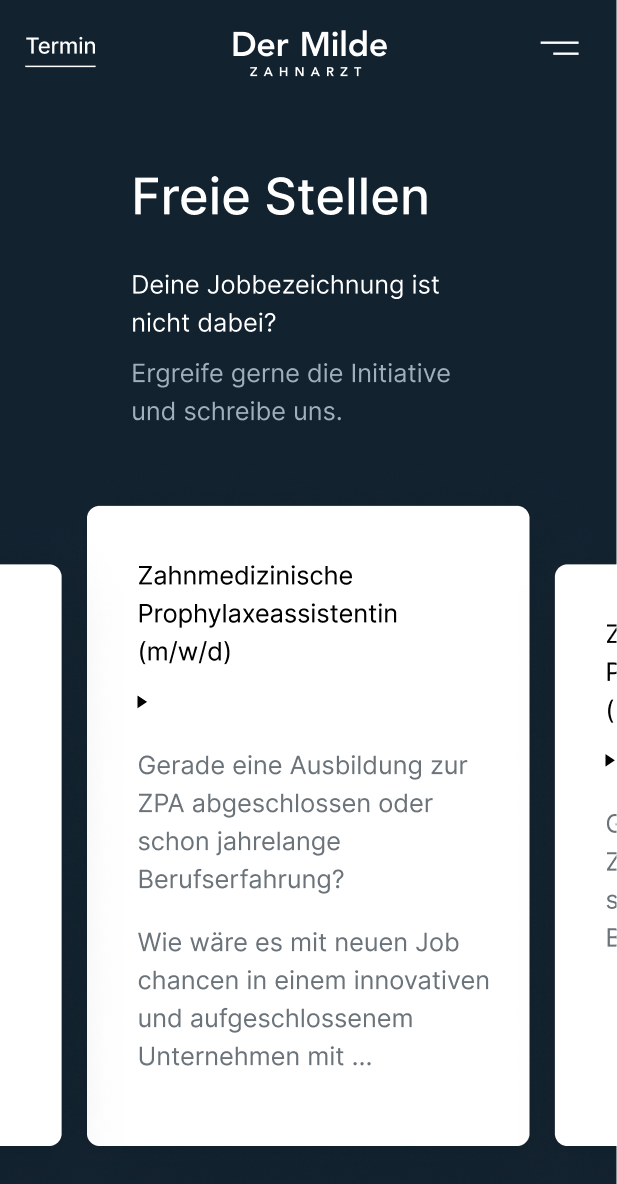 Termin
Der Milde
ZAHNARZT
Freie Stellen
Deine Jobbezeichnung ist
nicht dabei?
Ergreife gerne die Initiative
und schreibe uns.
Zahnmedizinische
Prophylaxeassistentin
(m/w/d)
Gerade eine Ausbildung zur
ZPA abgeschlossen oder
schon jahrelange
Berufserfahrung?
Wie wäre es mit neuen Job
chancen in einem innovativen
und aufgeschlossenem
Unternehmen mit ...